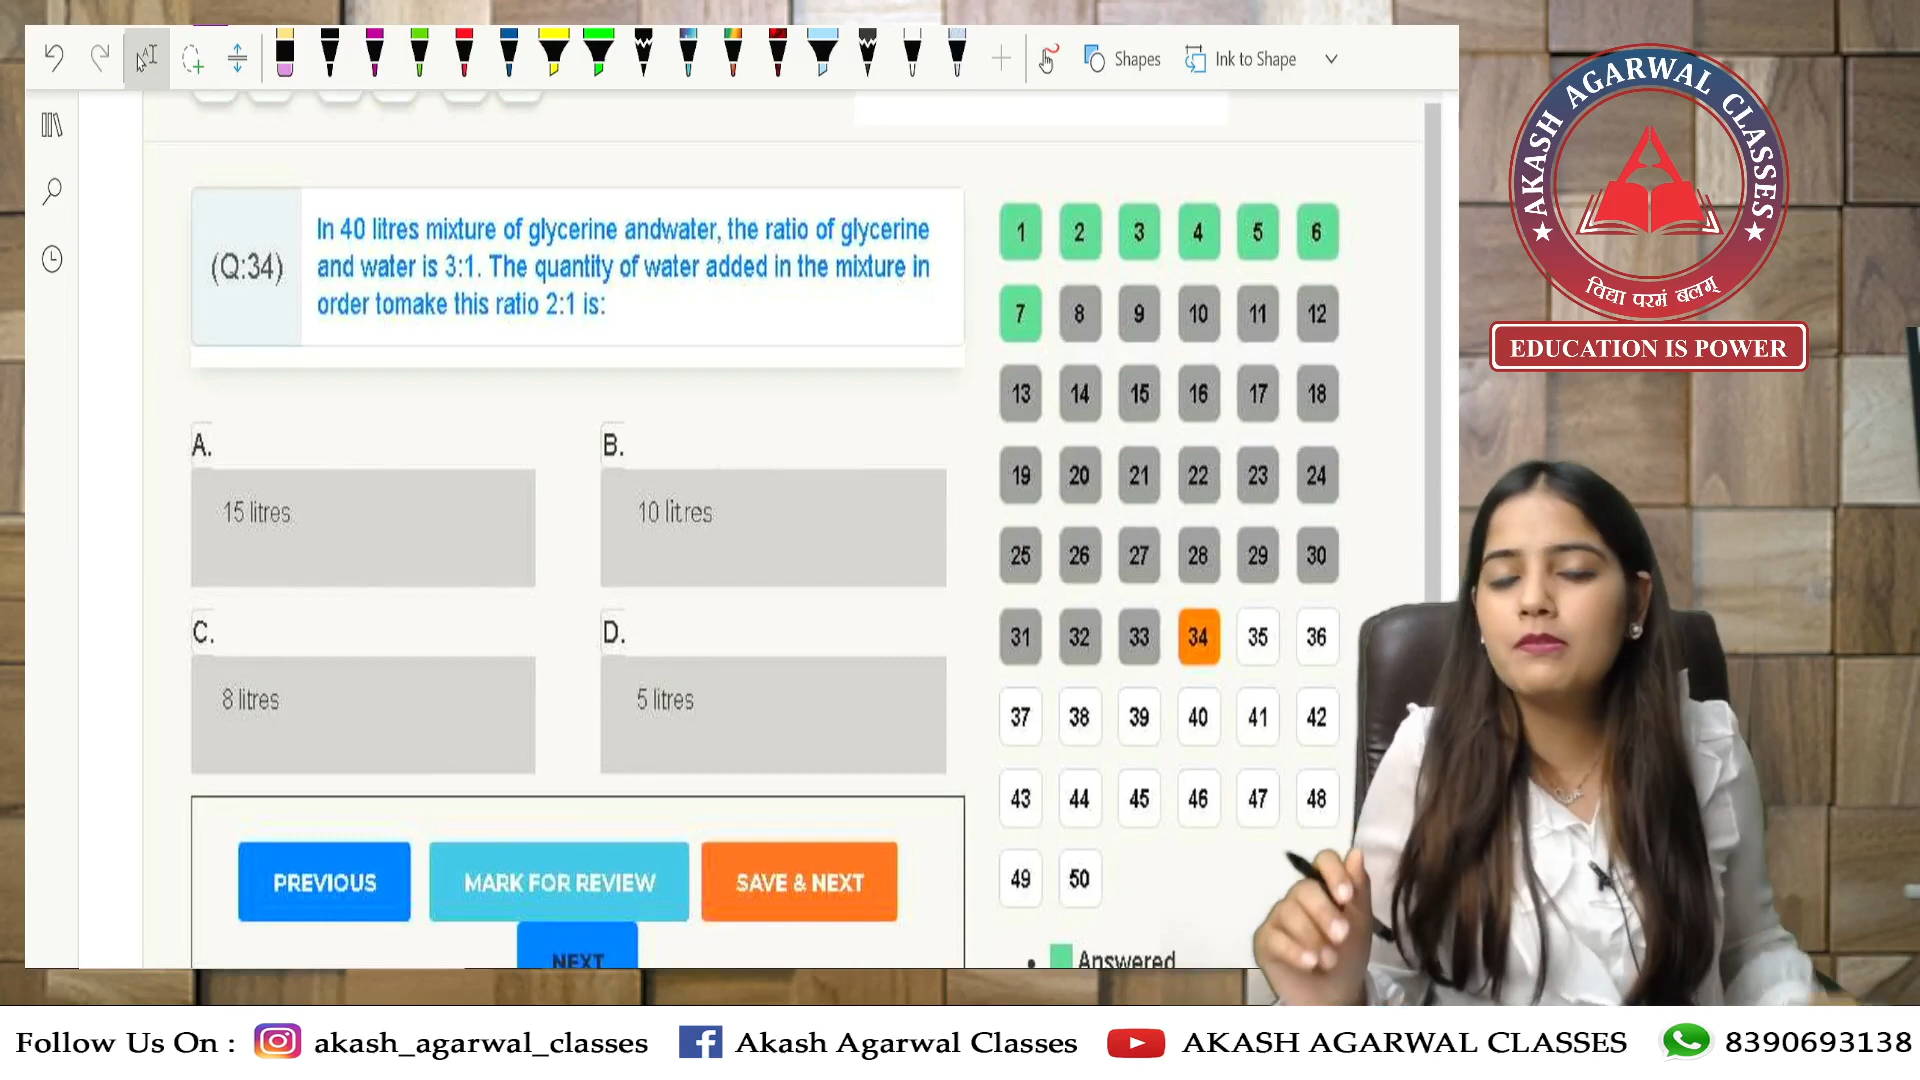 Shapes
Ink to Shape
(Q:34)
In 40 litres mixture of glycerine andwater, the ratio of glycerine
and water is 3:1. The quantity of water added in the mixture in
order tomake this ratio 2:1 is:
A.
15 litres
B.
10 litres
C.
8 litres
D.
5 litres
PREVIOUS
MARK FOR REVIEW
SAVE & NEXT
NEXT
1 2 3 4 5 6
7 8 9 10 11 12
13 14 15 16 17 18
19 20 21 22 23 24
25 26 27 28 29 30
31 32 33 34 35 36
37 38 39 40 41 42
43 44 45 46 47 48
49 50
Answered
AKASH AGARWAL CLASSES
विद्या परमं बलम्
EDUCATION IS POWER
Follow Us On : akash_agarwal_classes Akash Agarwal Classes AKASH AGARWAL CLASSES 8390693138